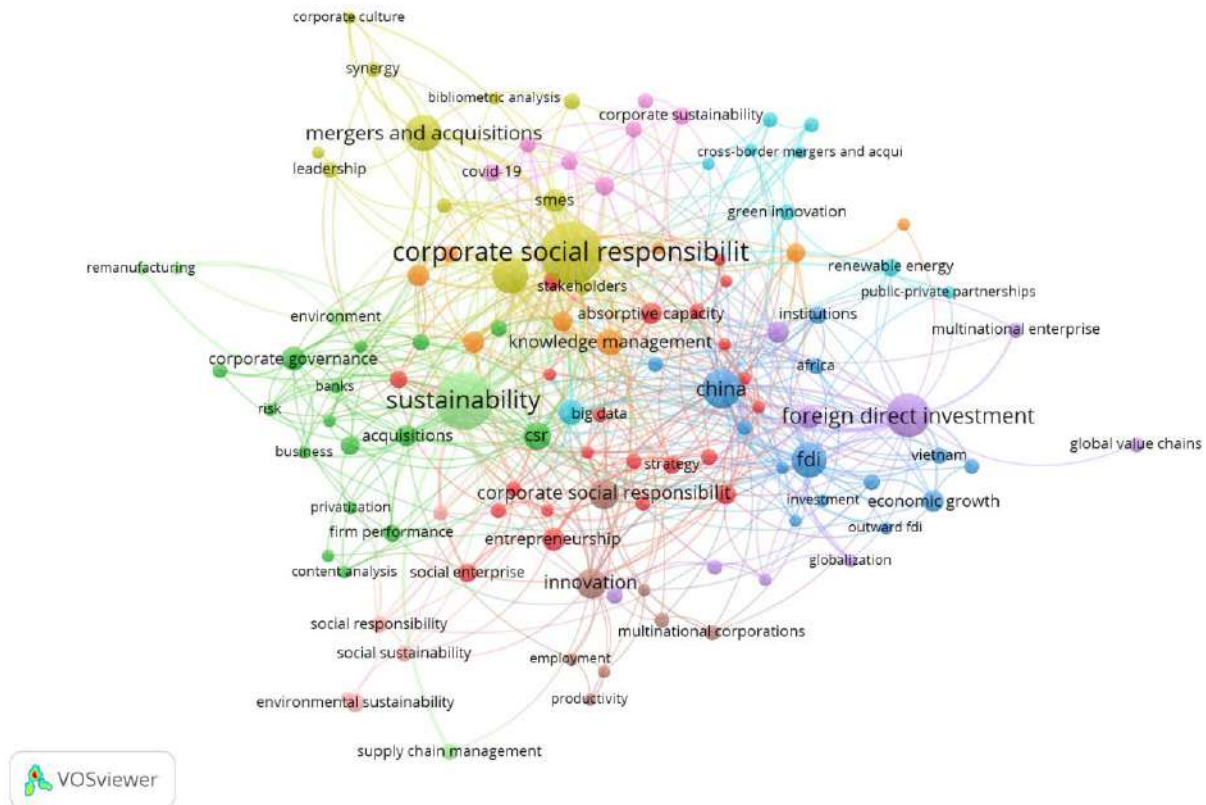 corporate culture
synergy
bibliometric analysis
corporate sustainability
mergers and acquisitions
cross-border mergers and acqui
leadership
covid-19
smes
green innovation
corporate social responsibilit
remanufacturing
renewable energy
stakeholders
public-private partnerships
environment
absorptive capacity
institutions
multinational enterprise
knowledge management
corporate governance
africa
banks
china
sustainability
risk
big data
foreign direct investment
acquisitions
csr
global value chains
business
vietnam
fdi
strategy
corporate social responsibilit
investment
economic growth
privatization
outward fdi
firm performance
entrepreneurship
globalization
content analysis
social enterprise
innovation
social responsibility
multinational corporations
social sustainability
employment
environmental sustainability
productivity
supply chain management
VOSviewer